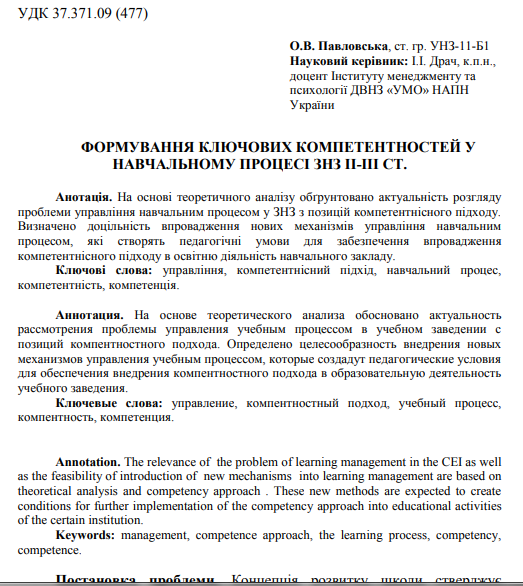 УДК 37.371.09 (477)
О.В. Павловська, ст. гр. УНЗ-11-Б1
Науковий керівник: І.І. Драч, к.п.н.,
доцент Інституту менеджменту та
психології ДВНЗ «УМО» НАПН
України
ФОРМУВАННЯ КЛЮЧОВИХ КОМПЕТЕНТНОСТЕЙ У
НАВЧАЛЬНОМУ ПРОЦЕСІ ЗНЗ ІІ-ІІІ СТ.
Анотація. На основі теоретичного аналізу обґрунтовано актуальність розгляду
проблеми управління навчальним процесом у ЗНЗ з позицій компетентнісного підходу.
Визначено доцільність впровадження нових механізмів управління навчальним
процесом, які створять педагогічні умови для забезпечення впровадження
компетентнісного підходу в освітню діяльність навчального закладу.
Ключові слова: управління, компетентнісний підхід, навчальний процес,
компетентність, компетенція.
Аннотация. На основе теоретического анализа обосновано актуальность
рассмотрения проблемы управления учебным процессом в учебном заведении с
позиций компентностного подхода. Определено целесообразность внедрения новых
механизмов управления учебным процессом, которые создадут педагогические условия
для обеспечения внедрения компентностного подхода в образовательную деятельность
учебного заведения.
Ключевые слова: управление, компентностный подход, учебный процесс,
компентность, компетенция.
Annotation. The relevance of the problem of learning management in the CEI as well
as the feasibility of introduction of new mechanisms into learning management are based on
theoretical analysis and competency approach . These new methods are expected to create
conditions for further implementation of the competency approach into educational activities
of the certain institution.
Keywords: management, competence approach, the learning process, competency,
competence.
Постановка проблеми. Концепція розвитку школи стверджує